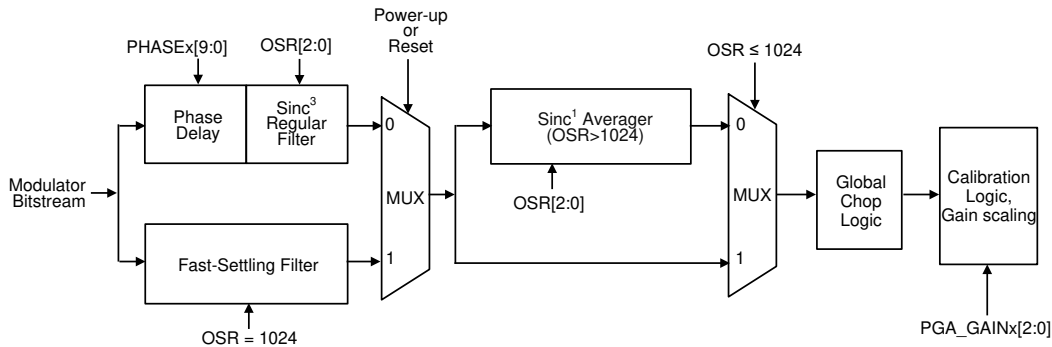 Power-up
or
Reset
PHASEx[9:0]
OSR[2:0]
OSR ≤ 1024
Phase
Delay
Sinc³
Regular
Filter
0
Sinc¹ Averager
(OSR>1024)
0
Modulator
Bitstream
MUX
OSR[2:0]
MUX
Global
Chop
Logic
Calibration
Logic,
Gain scaling
Fast-Settling Filter
1
1
OSR = 1024
PGA_GAINx[2:0]